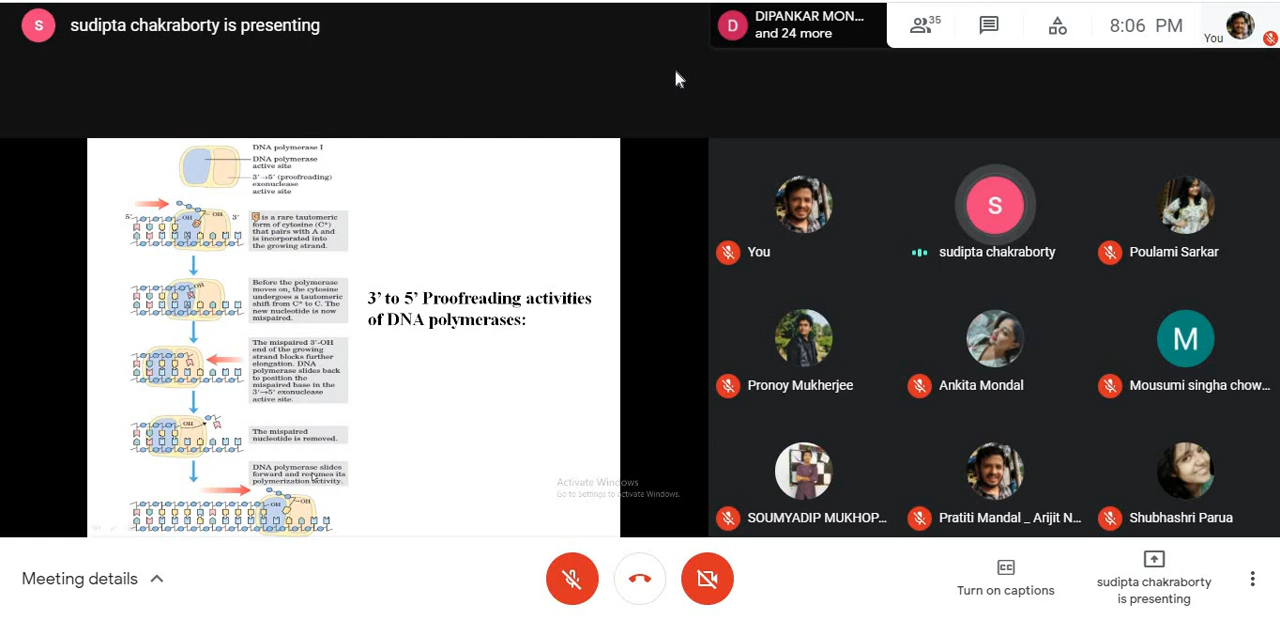 S
sudipta chakraborty is presenting
D
DIPANKAR MON...
and 24 more
35
8:06 PM
You
DNA polymerase I
DNA polymerase
active site
3'→5' (proofreading)
exonuclease
active site
5'
OH
OH
3'
C is a rare tautomeric
form of cytosine (C*)
that pairs with A and
is incorporated into
the growing strand.
OH
Before the polymerase
moves on, the cytosine
undergoes a tautomeric
shift from C* to C. The
new nucleotide is now
mispaired.
The mispaired 3'-OH
end of the growing
strand blocks further
elongation. DNA
polymerase slides back
to position the
mispaired base in the
3'→5' exonuclease
active site.
OH
The mispaired
nucleotide is removed.
DNA polymerase slides
forward and resumes its
polymerization activity.
OH
OH
3’ to 5’ Proofreading activities
of DNA polymerases:
Activate Windows
Go to Settings to activate Windows.
You
S
sudipta chakraborty
Poulami Sarkar
Pronoy Mukherjee
Ankita Mondal
M
Mousumi singha chow...
SOUMYADIP MUKHOP...
Pratiti Mandal _ Arijit N...
Shubhashri Parua
Meeting details
CC
Turn on captions
sudipta chakraborty
is presenting